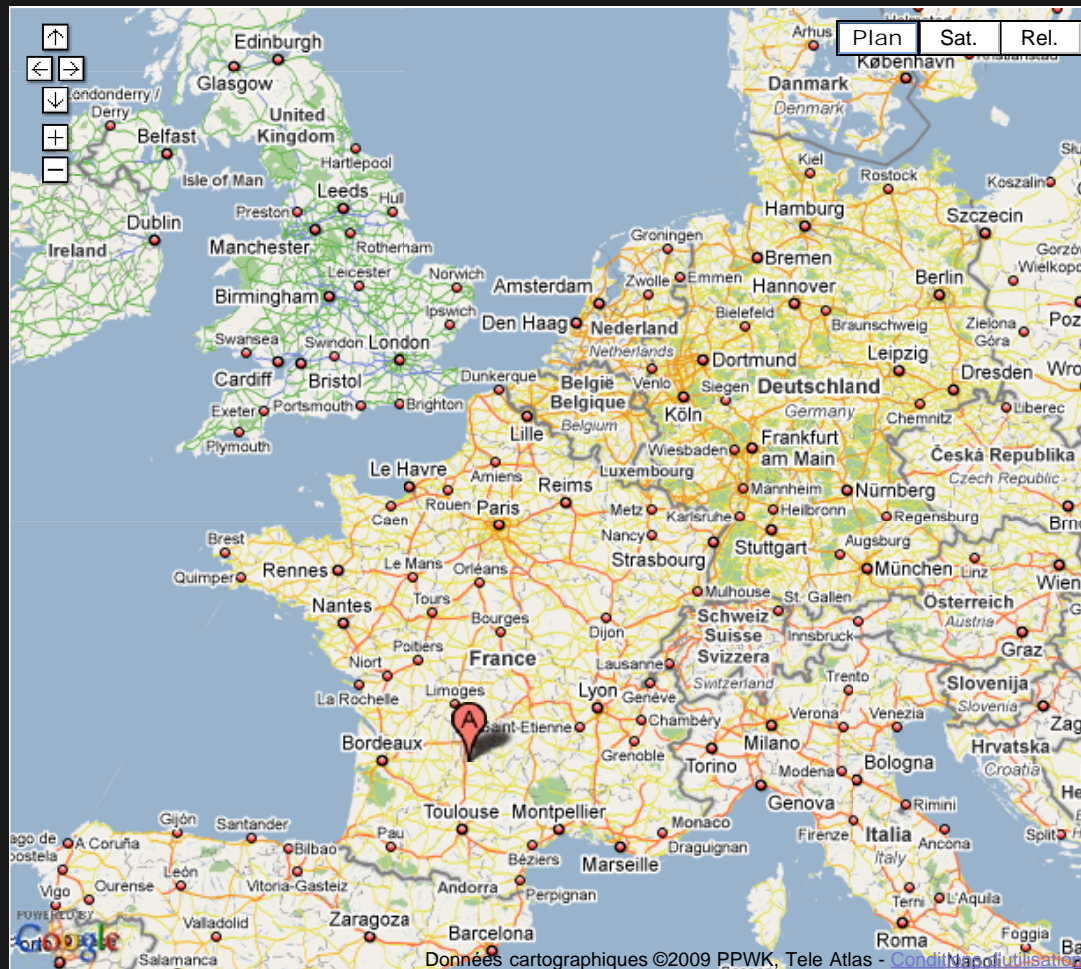 Plan
Sat.
Rel.
Arhus
København
Danmark
Denmark
Edinburgh
Glasgow
Londonderry /
Derry
Belfast
United
Kingdom
Hartlepool
Isle of Man
Leeds
Hull
Preston
Dublin
Manchester
Rotherham
Ireland
Leicester
Norwich
Birmingham
Ipswich
Swansea
Swindon
London
Cardiff
Bristol
Exeter
Portsmouth
Brighton
Plymouth
Kiel
Rostock
Koszalin
Hamburg
Szczecin
Groningen
Bremen
Zwolle
Emmen
Berlin
Amsterdam
Hannover
Den Haag
Nederland
Netherlands
Bielefeld
Braunschweig
Zielona
Góra
Dortmund
Leipzig
Dresden
Dunkerque
België
Belgique
Belgium
Venlo
Siegen
Deutschland
Germany
Köln
Chemnitz
Liberec
Lille
Wiesbaden
Frankfurt
am Main
Česká Republika
Czech Republic
Luxembourg
Le Havre
Amiens
Reims
Mannheim
Nürnberg
Caen
Rouen
Paris
Metz
Karlsruhe
Heilbronn
Regensburg
Nancy
Strasbourg
Stuttgart
Augsburg
Brest
Quimper
Rennes
Le Mans
Orléans
München
Linz
Wien
Mulhouse
St. Gallen
Österreich
Austria
Nantes
Tours
Bourges
Dijon
Schweiz
Suisse
Svizzera
Switzerland
Innsbruck
Graz
Poitiers
Niort
France
Lausanne
Trento
Slovenija
Slovenia
La Rochelle
Limoges
Lyon
Genève
A
Saint-Etienne
Chambéry
Verona
Venezia
Bordeaux
Grenoble
Torino
Milano
Hrvatska
Croatia
Modena
Bologna
Toulouse
Montpellier
Monaco
Genova
Rimini
Gijón
Santander
Pau
Draguignan
Firenze
Italia
Italy
Ancona
Split
A Coruña
Bilbao
Béziers
Marseille
León
Vitoria-Gasteiz
Andorra
Perpignan
Vigo
Ourense
Terni
L'Aquila
POWERED BY
Google
Valladolid
Zaragoza
Barcelona
Roma
Foggia
Salamanca
Napoli
Données cartographiques ©2009 PPWK, Tele Atlas - Conditions d'utilisation